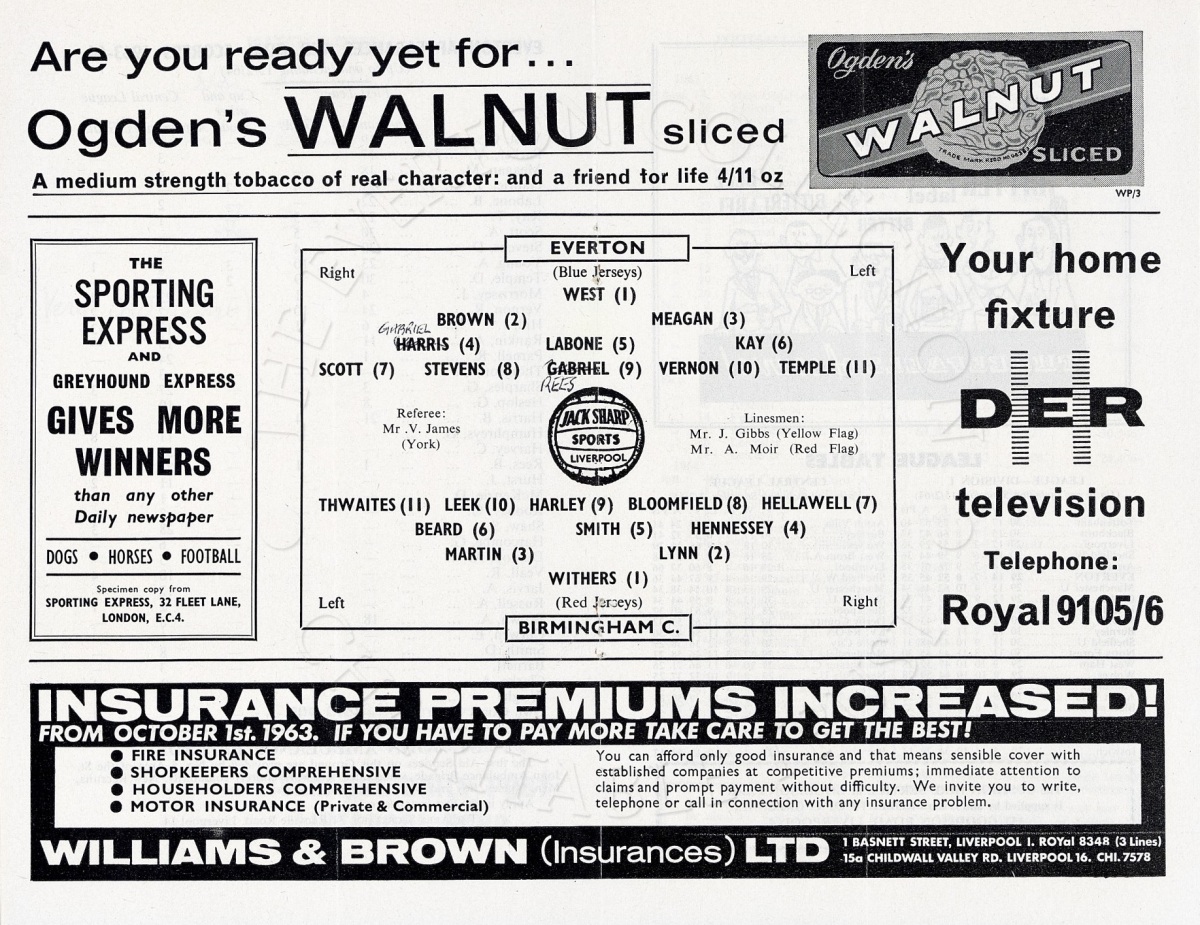 Are you ready yet for...
Ogden's WALNUT sliced
A medium strength tobacco of real character: and a friend for life 4/11 oz
Ogden's
WALNUT
SLICED
WP/3
THE
SPORTING
EXPRESS
AND
GREYHOUND EXPRESS
GIVES MORE
WINNERS
than any other
Daily newspaper
DOGS ● HORSES ● FOOTBALL
Specimen copy from
SPORTING EXPRESS, 32 FLEET LANE,
LONDON, E.C.4.
EVERTON
Right (Blue Jerseys) Left
WEST (1)
BROWN (2) MEAGAN (3)
GABRIEL
HARRIS (4) LABONE (5) KAY (6)
SCOTT (7) STEVENS (8) GABRIEL (9) VERNON (10) TEMPLE (11)
REES
Referee:
Mr .V. James
(York)
JACK SHARP
SPORTS
LIVERPOOL
Linesmen:
Mr. J. Gibbs (Yellow Flag)
Mr. A. Moir (Red Flag)
THWAITES (11) LEEK (10) HARLEY (9) BLOOMFIELD (8) HELLAWELL (7)
BEARD (6) SMITH (5) HENNESSEY (4)
MARTIN (3) LYNN (2)
WITHERS (1)
Left (Red Jerseys) Right
BIRMINGHAM C.
Your home
fixture
DER
television
Telephone:
Royal 9105/6
INSURANCE PREMIUMS INCREASED!
FROM OCTOBER 1st. 1963. IF YOU HAVE TO PAY MORE TAKE CARE TO GET THE BEST!
● FIRE INSURANCE
● SHOPKEEPERS COMPREHENSIVE
● HOUSEHOLDERS COMPREHENSIVE
● MOTOR INSURANCE (Private & Commercial)
You can afford only good insurance and that means sensible cover with
established companies at competitive premiums; immediate attention to
claims and prompt payment without difficulty. We invite you to write,
telephone or call in connection with any insurance problem.
WILLIAMS & BROWN (Insurances) LTD
1 BASNETT STREET, LIVERPOOL 1. ROYal 8348 (3 Lines)
15a CHILDWALL VALLEY RD. LIVERPOOL 16. CHI. 7578